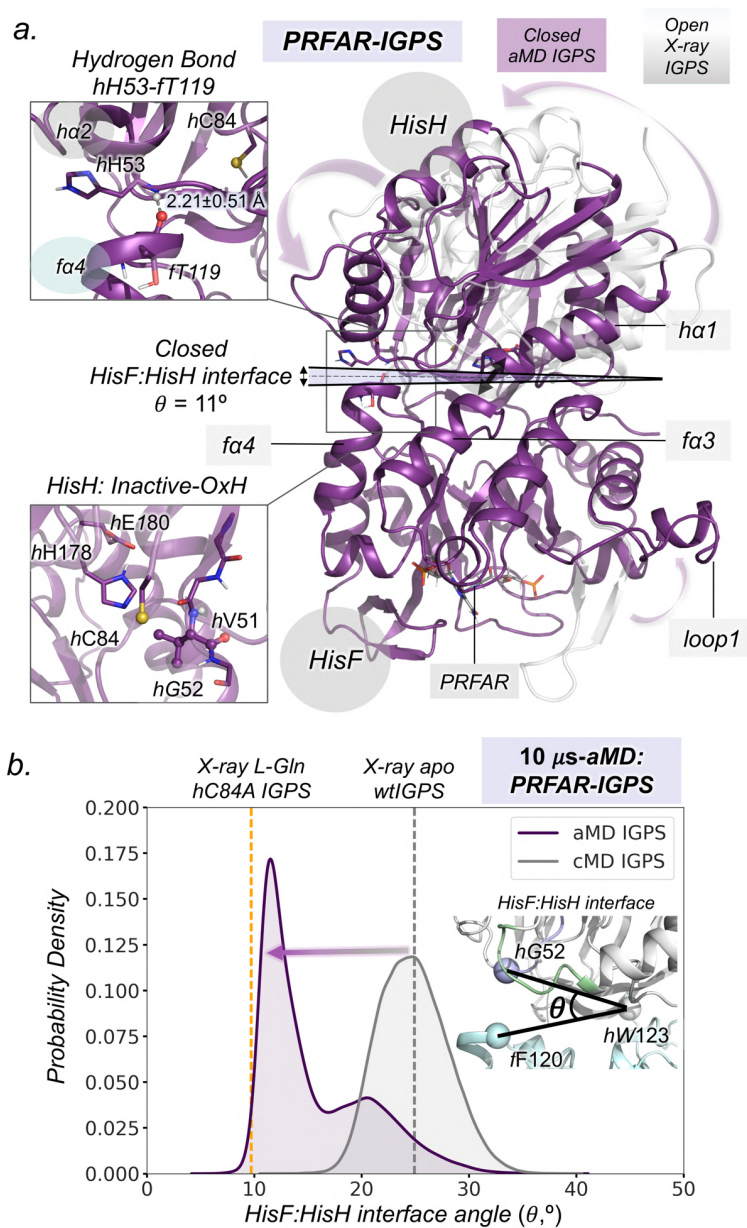 a.
PRFAR-IGPS
Closed
aMD IGPS
Open
X-ray
IGPS
Hydrogen Bond
hH53-fT119
hα2
hC84
hH53
2.21±0.51 Å
fα4
fT119
HisH
hα1
Closed
HisF:HisH interface
θ = 11º
fα4
fα3
HisH: Inactive-OxH
hE180
hH178
hC84
hV51
hG52
HisF
PRFAR
loop1
b.
X-ray L-Gln
hC84A IGPS
X-ray apo
wtIGPS
10 μs-aMD:
PRFAR-IGPS
aMD IGPS
cMD IGPS
HisF:HisH interface
hG52
θ
hW123
fF120
Probability Density
0.200
0.175
0.150
0.125
0.100
0.075
0.050
0.025
0.000
0
10
20
30
40
50
HisF:HisH interface angle (θ,º)